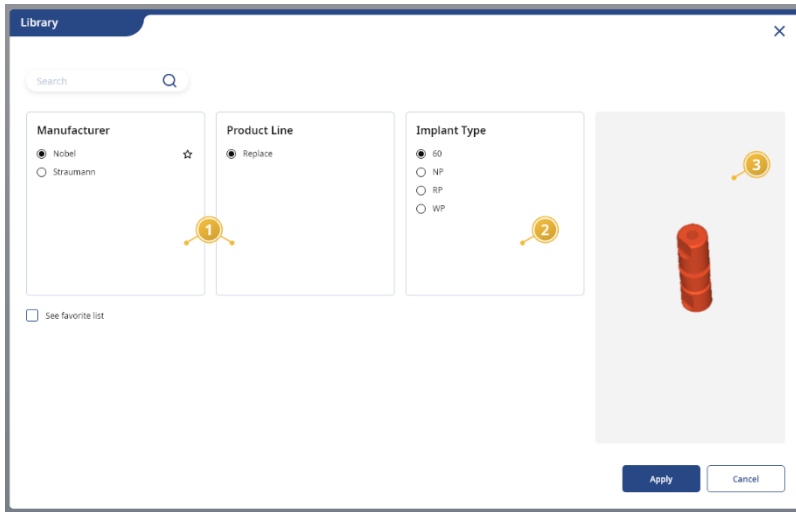 Library
Search
Manufacturer
Nobel
Straumann
Product Line
Replace
Implant Type
60
NP
RP
WP
1
2
3
See favorite list
Apply
Cancel